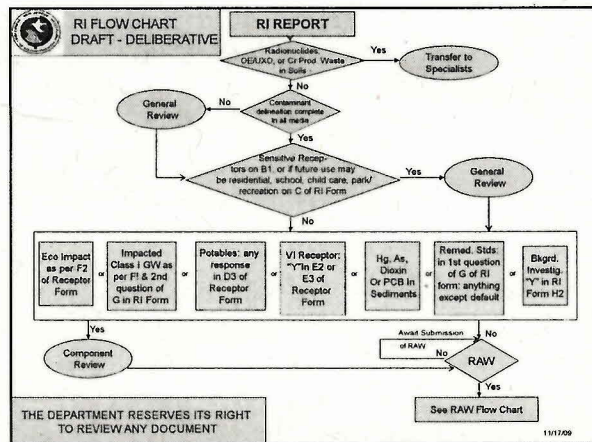 RI FLOW CHART
DRAFT - DELIBERATIVE
RI REPORT
Radionuclides,
OE/UXO, or Cr Prod. Waste
in Soils
Yes
Transfer to
Specialists
No
General
Review
No
Contaminant
delineation complete
in all media
Yes
Sensitive Recep-
tors on B1, or if future use may
be residential, school, child care, park/
recreation on C of RI Form
Yes
General
Review
No
Eco Impact
as per F2
of Receptor
Form
or
Impacted
Class I GW as
per F! & 2nd
question of
G in RI Form
or
Potables: any
response
in D3 of
Receptor
Form
or
VI Receptor:
"Y"In E2 or
E3 of
Receptor
Form
or
Hg, As,
Dioxin
Or PCB In
Sediments
or
Remed. Stds:
in 1st question
of G of RI
form: anything
except default
or
Bkgrd.
Investig.
"Y" in RI
Form H2
Yes
Component
Review
Await Submission
of RAW
No
No
RAW
Yes
See RAW Flow Chart
THE DEPARTMENT RESERVES ITS RIGHT
TO REVIEW ANY DOCUMENT
11/17/09